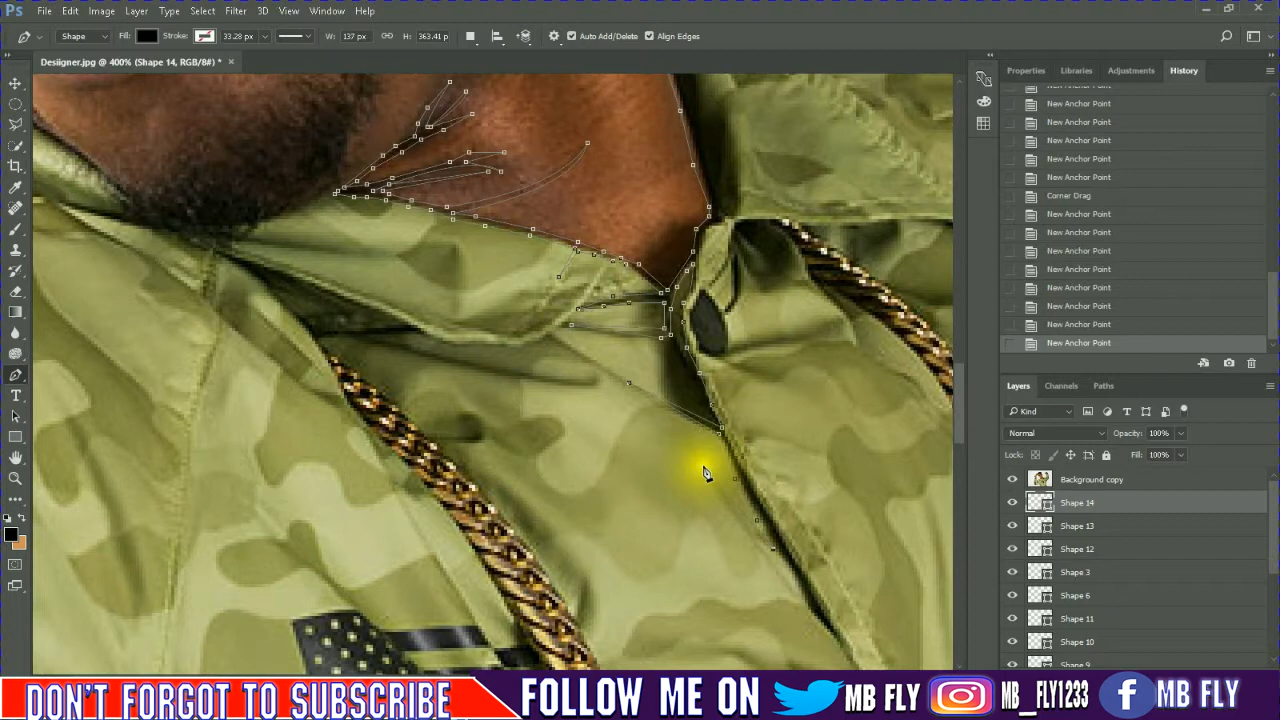 Ps File Edit Image Layer Type Select Filter 3D View Window Help
Shape Fill: Stroke: 33.28 px W: 137 px H: 363.41 p Auto Add/Delete Align Edges
Desiigner.jpg @ 400% (Shape 14, RGB/8#) * ×
Properties Libraries Adjustments History
New Anchor Point
New Anchor Point
New Anchor Point
New Anchor Point
New Anchor Point
New Anchor Point
Corner Drag
New Anchor Point
New Anchor Point
New Anchor Point
New Anchor Point
New Anchor Point
New Anchor Point
New Anchor Point
New Anchor Point
Layers Channels Paths
Kind
Normal Opacity: 100%
Lock: Fill: 100%
Background copy
Shape 14
Shape 13
Shape 12
Shape 3
Shape 6
Shape 11
Shape 10
Shape 9
DON'T FORGOT TO SUBSCRIBE FOLLOW ME ON MB FLY MB_FLY1233 MB FLY